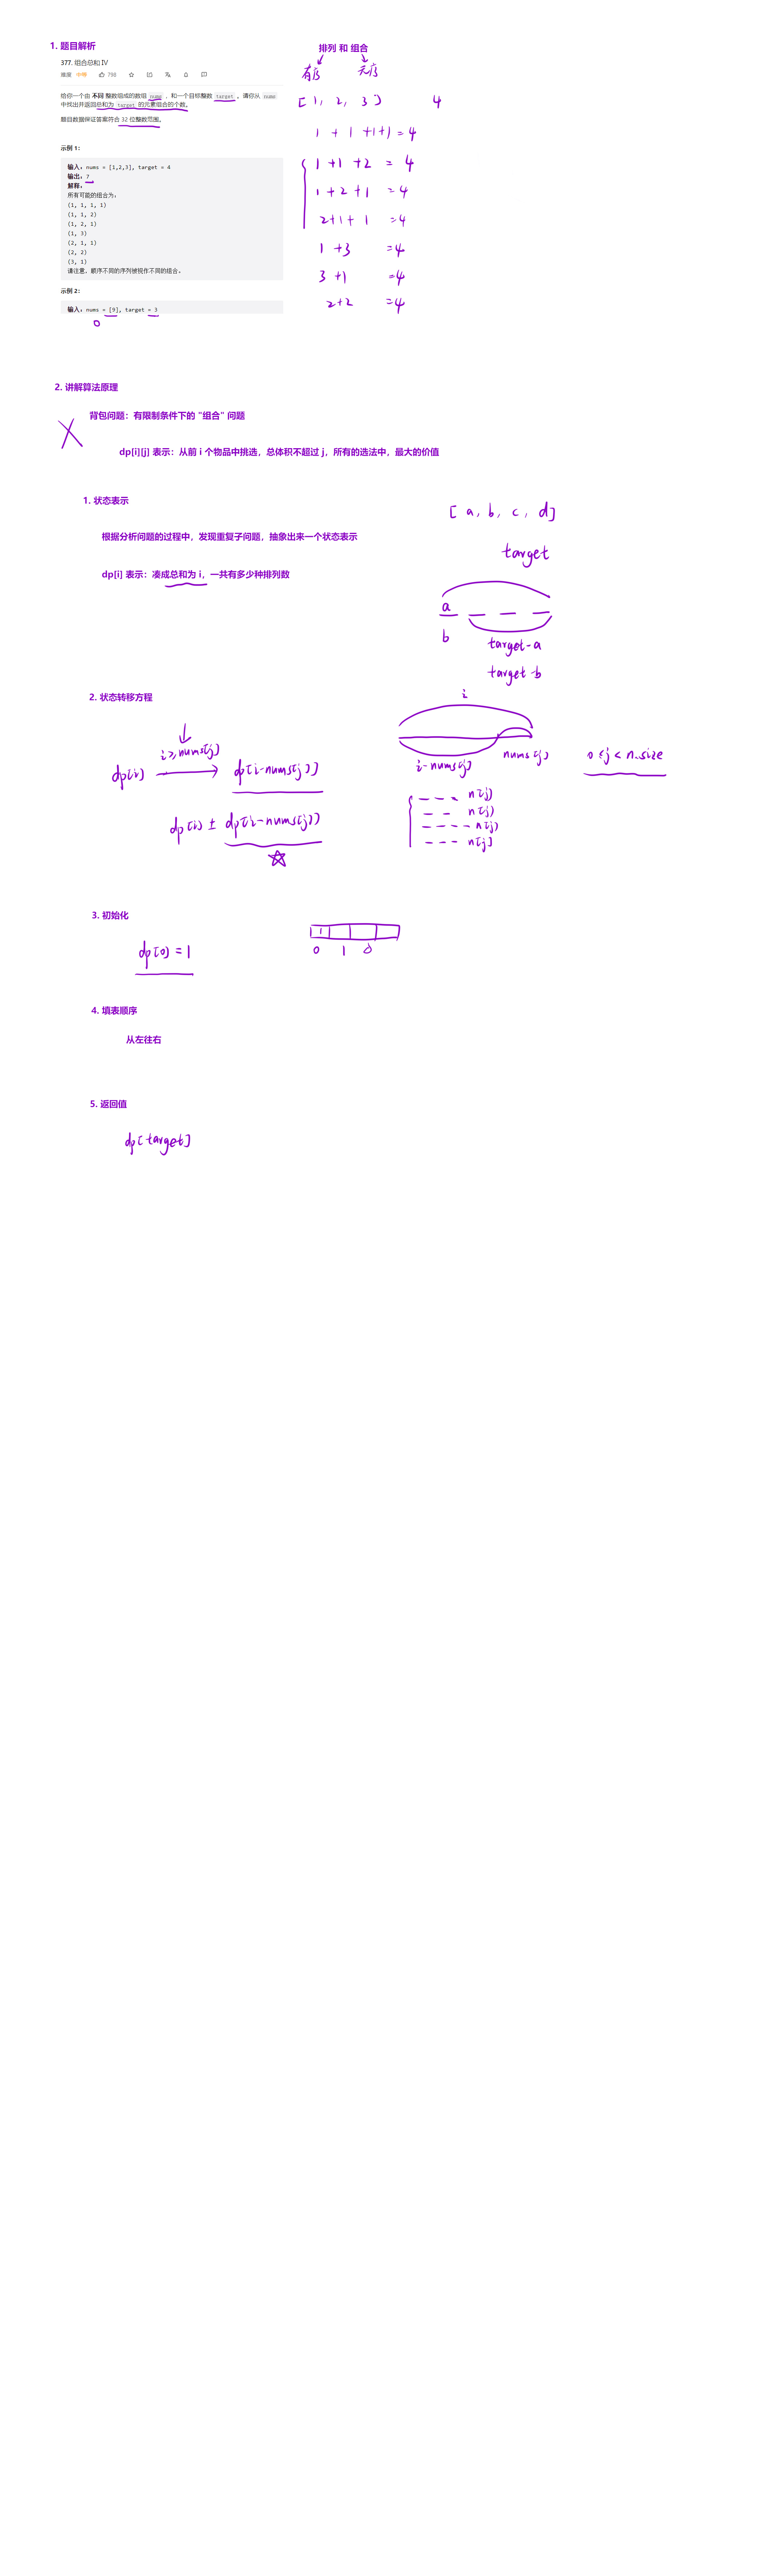 1. 题目解析
377. 组合总和 Ⅳ
难度 中等 798
给你一个由 不同 整数组成的数组 nums ，和一个目标整数 target 。请你从 nums
中找出并返回总和为 target 的元素组合的个数。
题目数据保证答案符合 32 位整数范围。
示例 1：
输入：nums = [1,2,3], target = 4
输出：7
解释：
所有可能的组合为：
(1, 1, 1, 1)
(1, 1, 2)
(1, 2, 1)
(1, 3)
(2, 1, 1)
(2, 2)
(3, 1)
请注意，顺序不同的序列被视作不同的组合。
示例 2：
输入：nums = [9], target = 3
0
排列 和 组合
有序 无序
[ 1, 2, 3 ] 4
1 + 1 +1+1 = 4
1 +1 +2 = 4
1 + 2 +1 =4
2+1+1 =4
1 +3 =4
3 +1 =4
2+2 =4
2. 讲解算法原理
背包问题：有限制条件下的 "组合" 问题
dp[i][j] 表示：从前 i 个物品中挑选，总体积不超过 j，所有的选法中，最大的价值
1. 状态表示
根据分析问题的过程中，发现重复子问题，抽象出来一个状态表示
dp[i] 表示：凑成总和为 i，一共有多少种排列数
[ a, b, c, d]
target
a
b
target-a
target-b
2. 状态转移方程
i≥nums[j]
dp[i] → dp[i-nums[j]]
dp[i] += dp[i-nums[j]]
i
i-nums[j] nums[j] 0≤j<n.size
n[j]
n[j]
n[j]
n[j]
3. 初始化
dp[0] = 1
1
0 1 0
4. 填表顺序
从左往右
5. 返回值
dp[target]